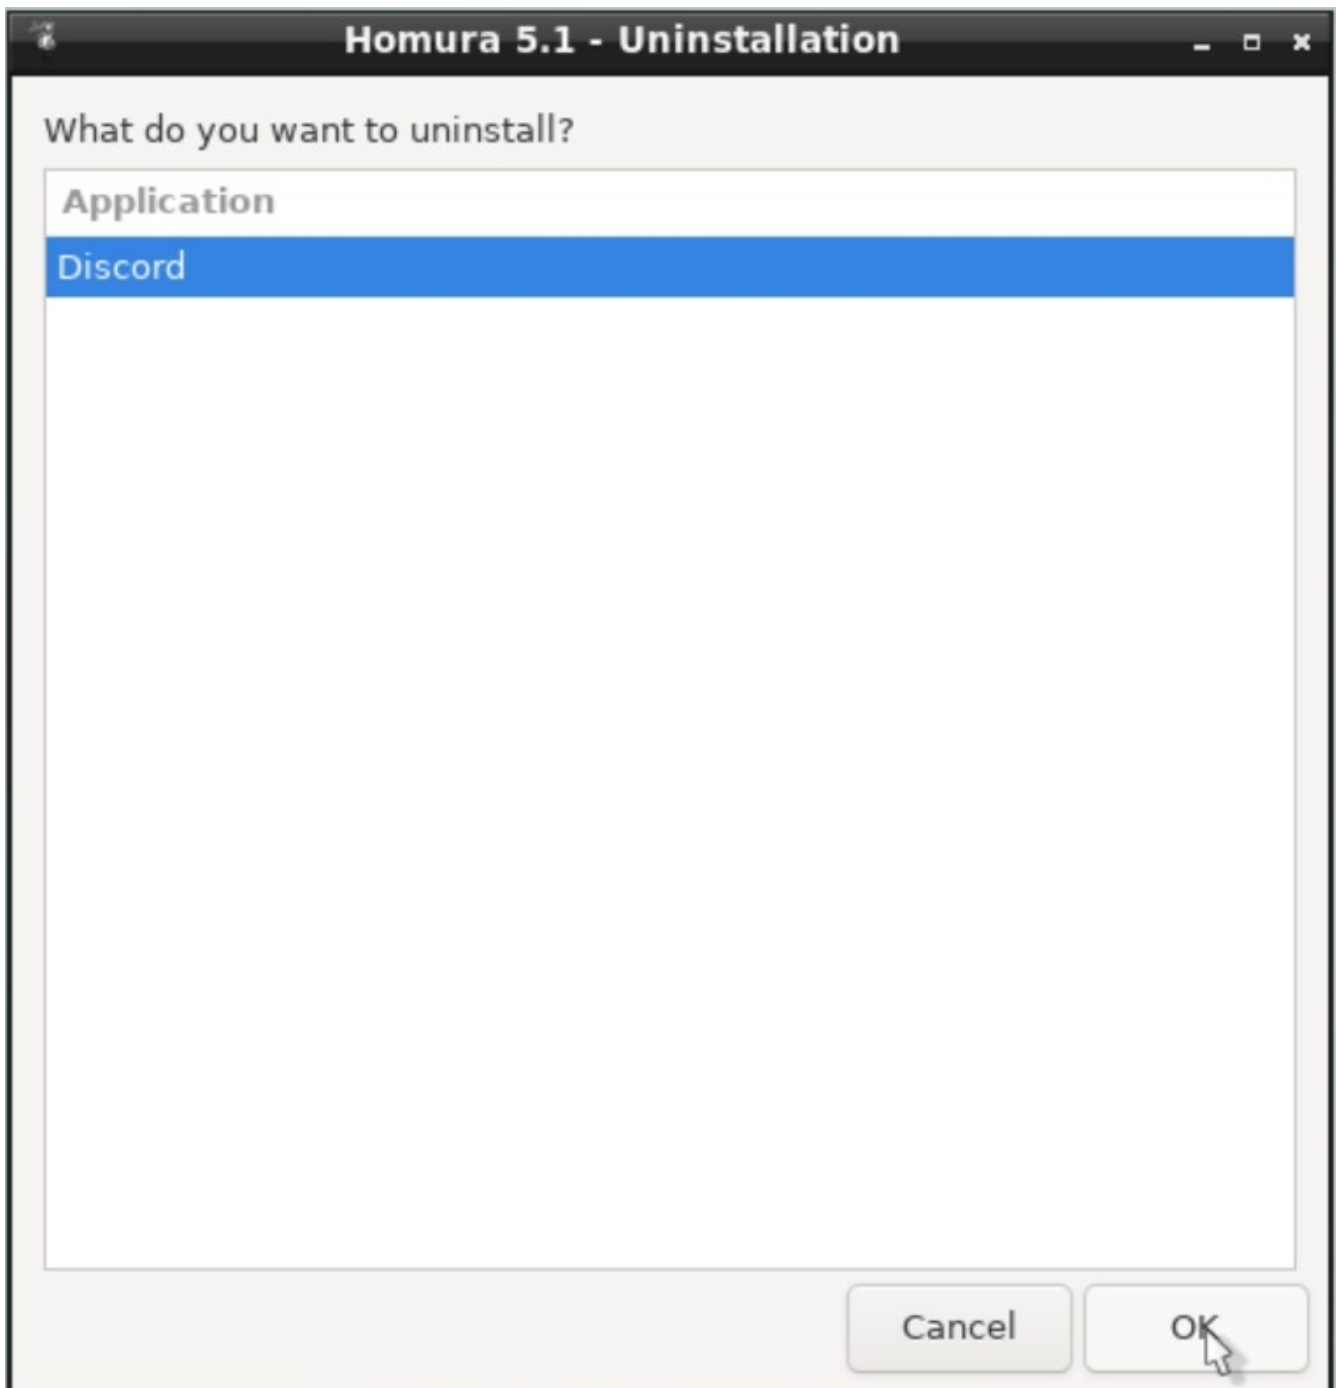 Homura 5.1 - Uninstallation
What do you want to uninstall?
Application
Discord
Cancel
OK